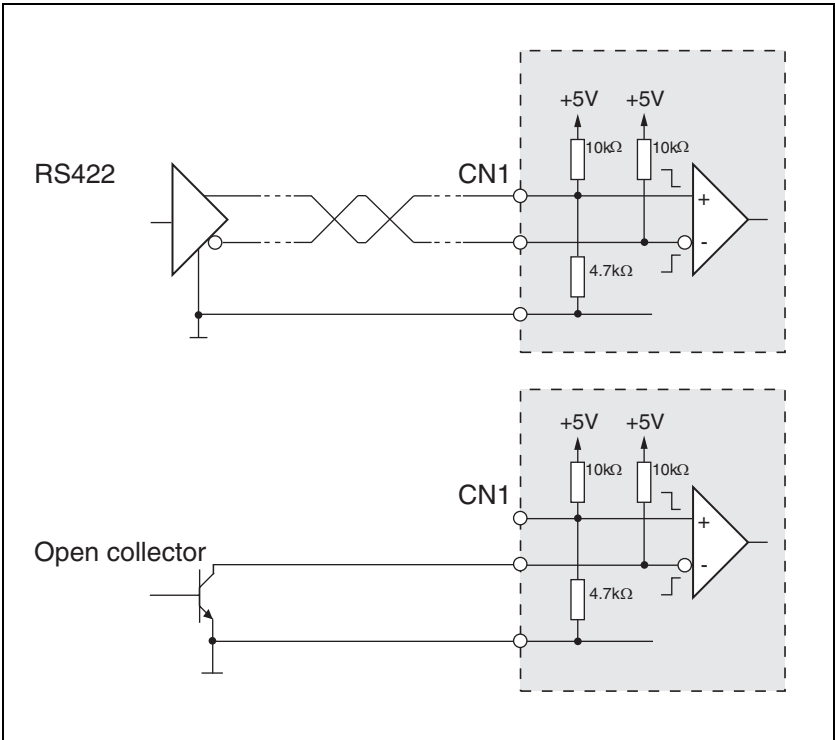 +5V +5V
10kΩ 10kΩ
RS422
CN1
+
-
4.7kΩ
+5V +5V
10kΩ 10kΩ
CN1
+
Open collector
-
4.7kΩ